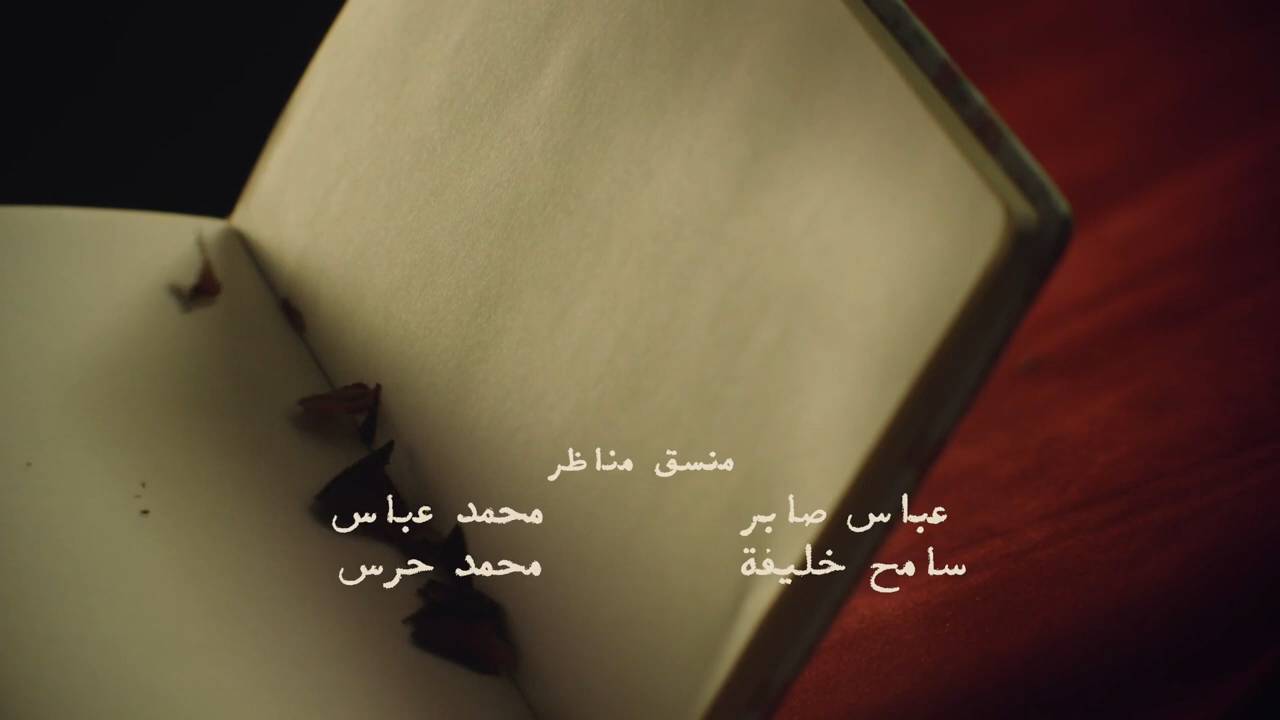 منسق مناظر
عباس صابر محمد عباس
سامح خليفة محمد حرس